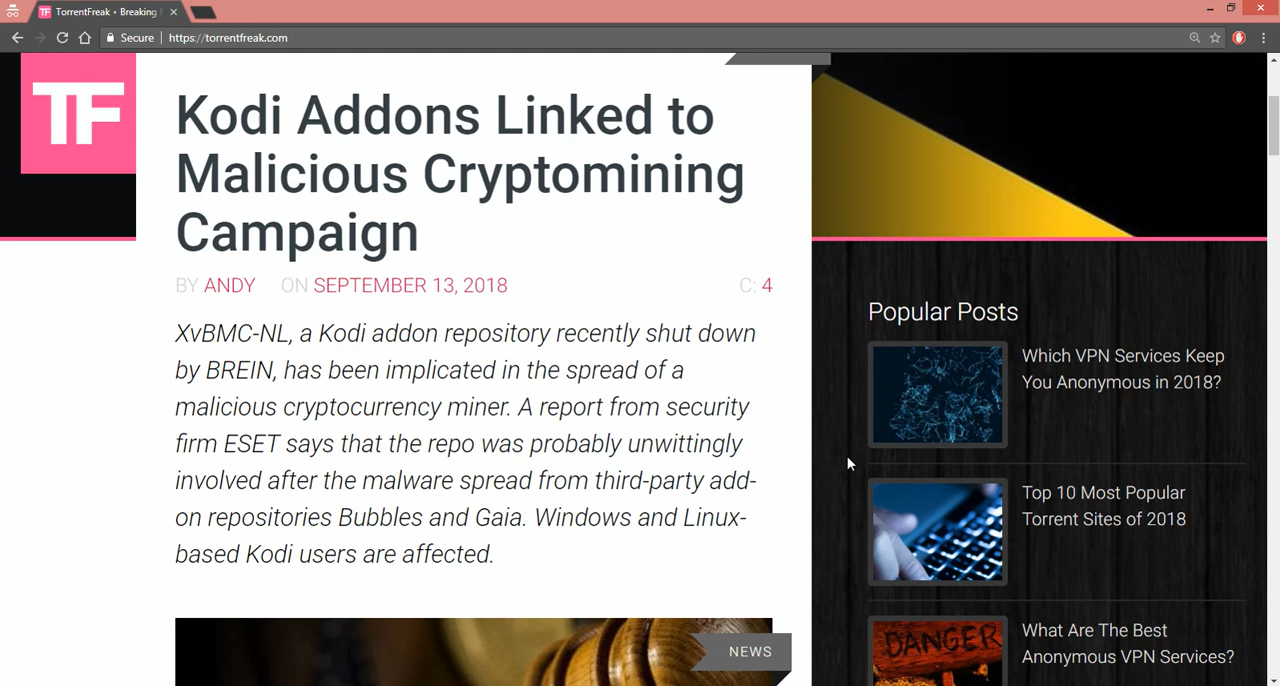 TorrentFreak • Breaking
Secure
https://torrentfreak.com
TF
Kodi Addons Linked to
Malicious Cryptomining
Campaign
BY ANDY ON SEPTEMBER 13, 2018 C: 4
XvBMC-NL, a Kodi addon repository recently shut down
by BREIN, has been implicated in the spread of a
malicious cryptocurrency miner. A report from security
firm ESET says that the repo was probably unwittingly
involved after the malware spread from third-party add-
on repositories Bubbles and Gaia. Windows and Linux-
based Kodi users are affected.
NEWS
Popular Posts
Which VPN Services Keep
You Anonymous in 2018?
Top 10 Most Popular
Torrent Sites of 2018
DANGER
What Are The Best
Anonymous VPN Services?